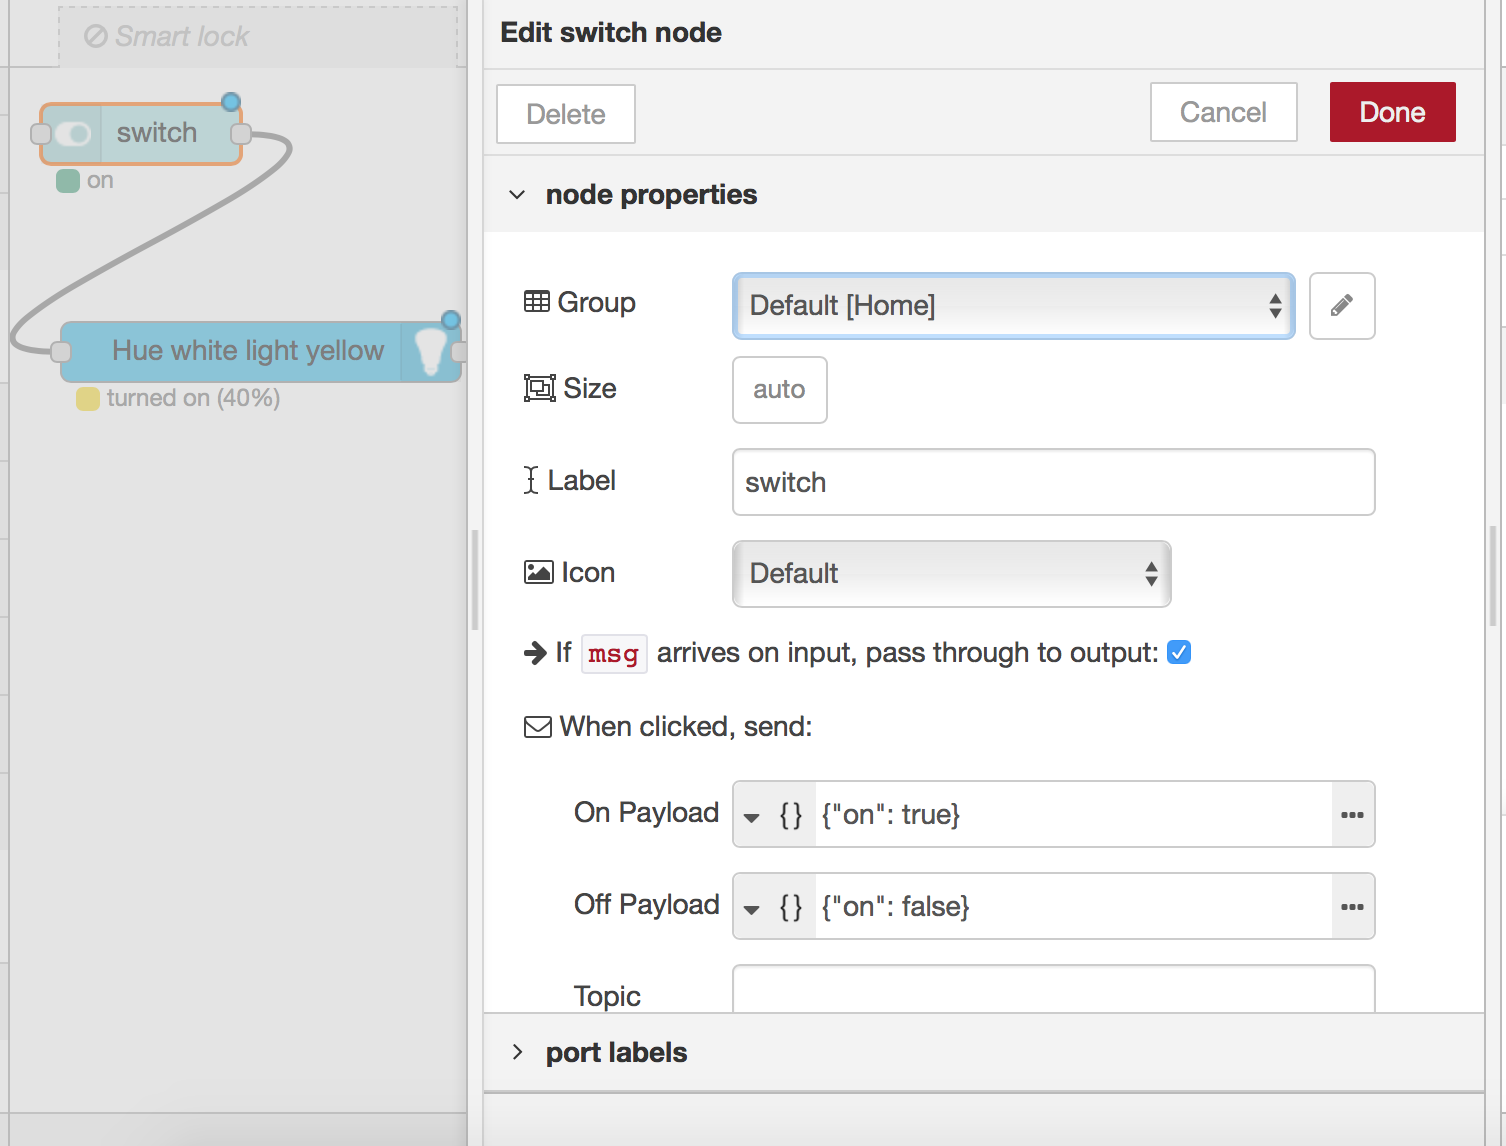 Smart lock
switch
on
Hue white light yellow
turned on (40%)
Edit switch node
Delete
Cancel
Done
node properties
Group
Default [Home]
Size
auto
Label
switch
Icon
Default
If msg arrives on input, pass through to output:
When clicked, send:
On Payload
{} {"on": true}
Off Payload
{} {"on": false}
Topic
port labels